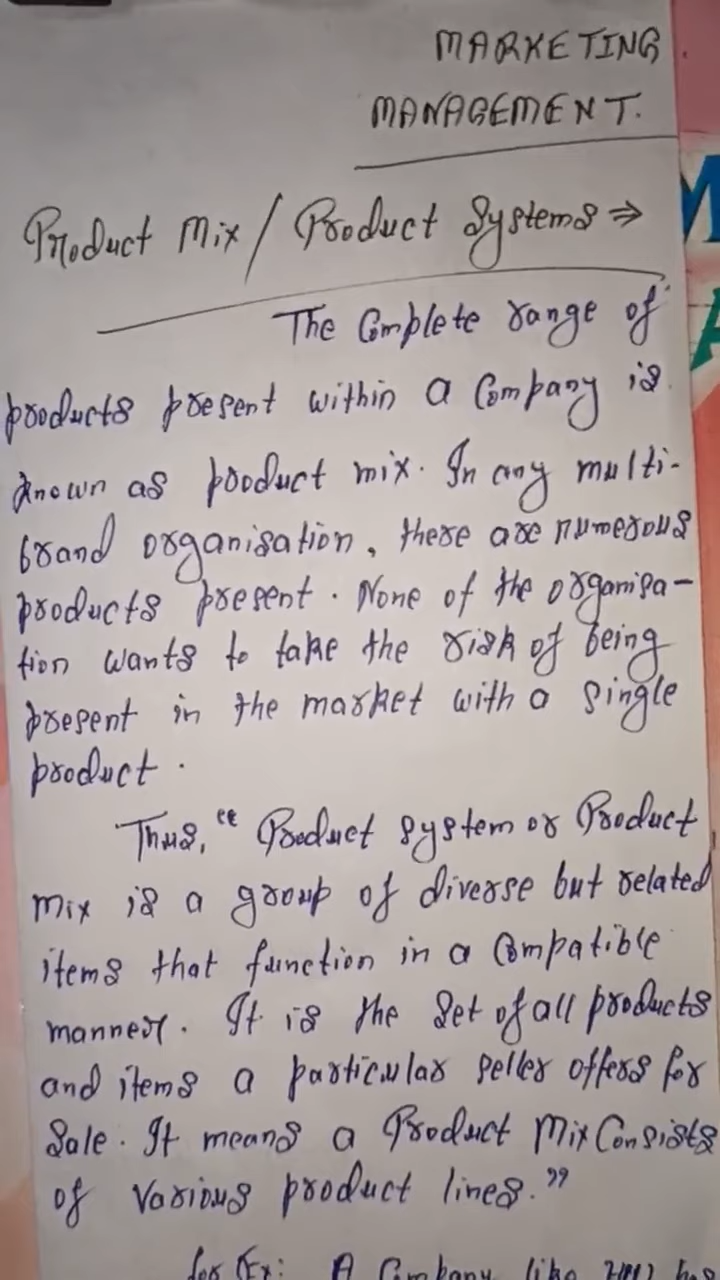 MARKETING
MANAGEMENT.
Product Mix / Product Systems ⇒
The Complete range of
products present within a Company is
known as product mix. In any multi-
brand organisation, there are numerous
products present. None of the organisa-
tion wants to take the risk of being
present in the market with a single
product.
Thus, “ Product system or Product
Mix is a group of diverse but related
items that function in a Compatible
manner. It is the Set of all products
and items a particular seller offers for
Sale. It means a Product Mix Consists
of Various product lines.”
for Ex: A Company like
M
A